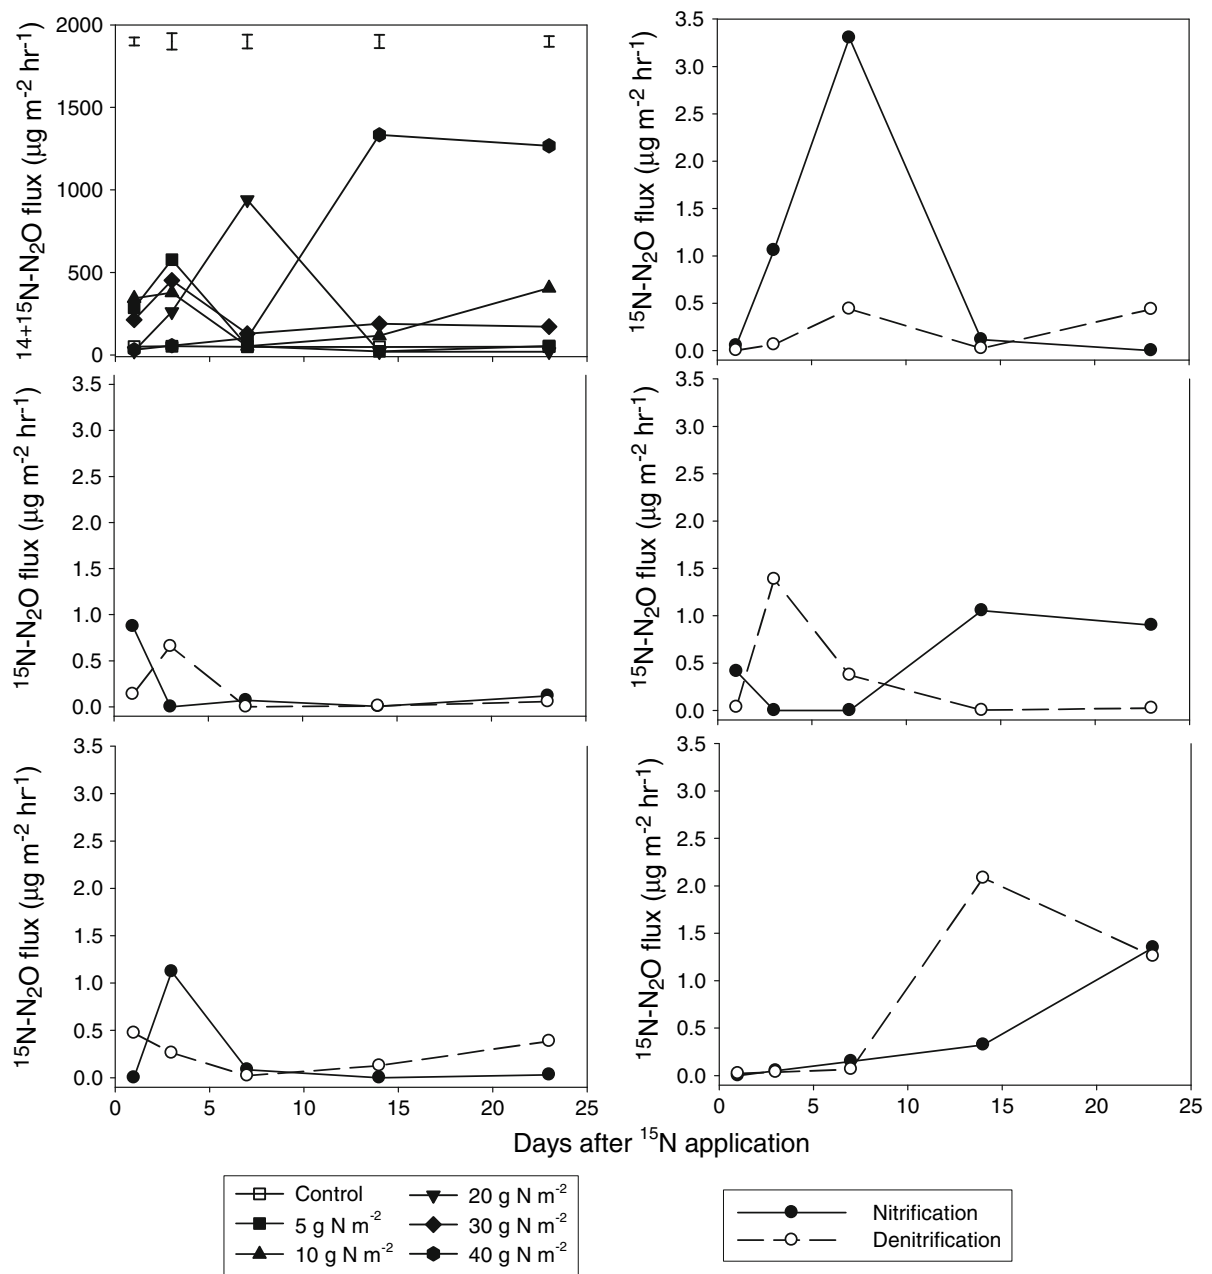 2000
1500
1000
500
0
14+15N-N2O flux (µg m-2 hr-1)
3.5
3.0
2.5
2.0
1.5
1.0
0.5
0.0
15N-N2O flux (µg m-2 hr-1)
3.5
3.0
2.5
2.0
1.5
1.0
0.5
0.0
15N-N2O flux (µg m-2 hr-1)
3.5
3.0
2.5
2.0
1.5
1.0
0.5
0.0
15N-N2O flux (µg m-2 hr-1)
3.5
3.0
2.5
2.0
1.5
1.0
0.5
0.0
15N-N2O flux (µg m-2 hr-1)
0 5 10 15 20 25
3.5
3.0
2.5
2.0
1.5
1.0
0.5
0.0
15N-N2O flux (µg m-2 hr-1)
0 5 10 15 20 25
Days after 15N application
Control
5 g N m-2
10 g N m-2
20 g N m-2
30 g N m-2
40 g N m-2
Nitrification
Denitrification